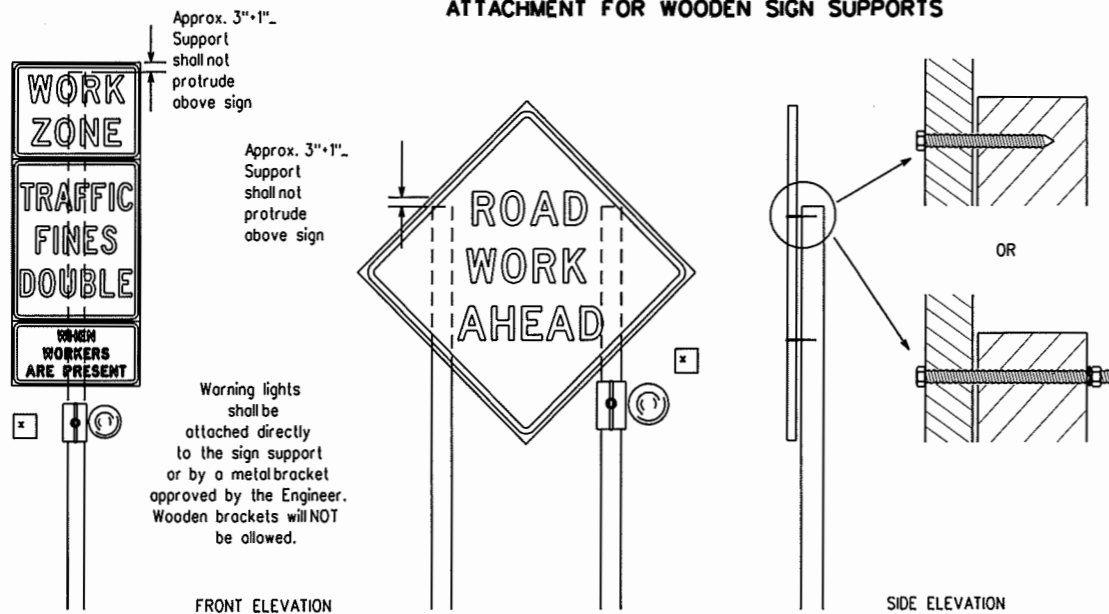 ATTACHMENT FOR WOODEN SIGN SUPPORTS
Approx. 3"+1"_
Support
shall not
protrude
above sign
WORK
ZONE
TRAFFIC
FINES
DOUBLE
WHEN
WORKERS
ARE PRESENT
x
Approx. 3"+1"_
Support
shall not
protrude
above sign
ROAD
WORK
AHEAD
x
Warning lights
shall be
attached directly
to the sign support
or by a metal bracket
approved by the Engineer.
Wooden brackets will NOT
be allowed.
FRONT ELEVATION
OR
SIDE ELEVATION